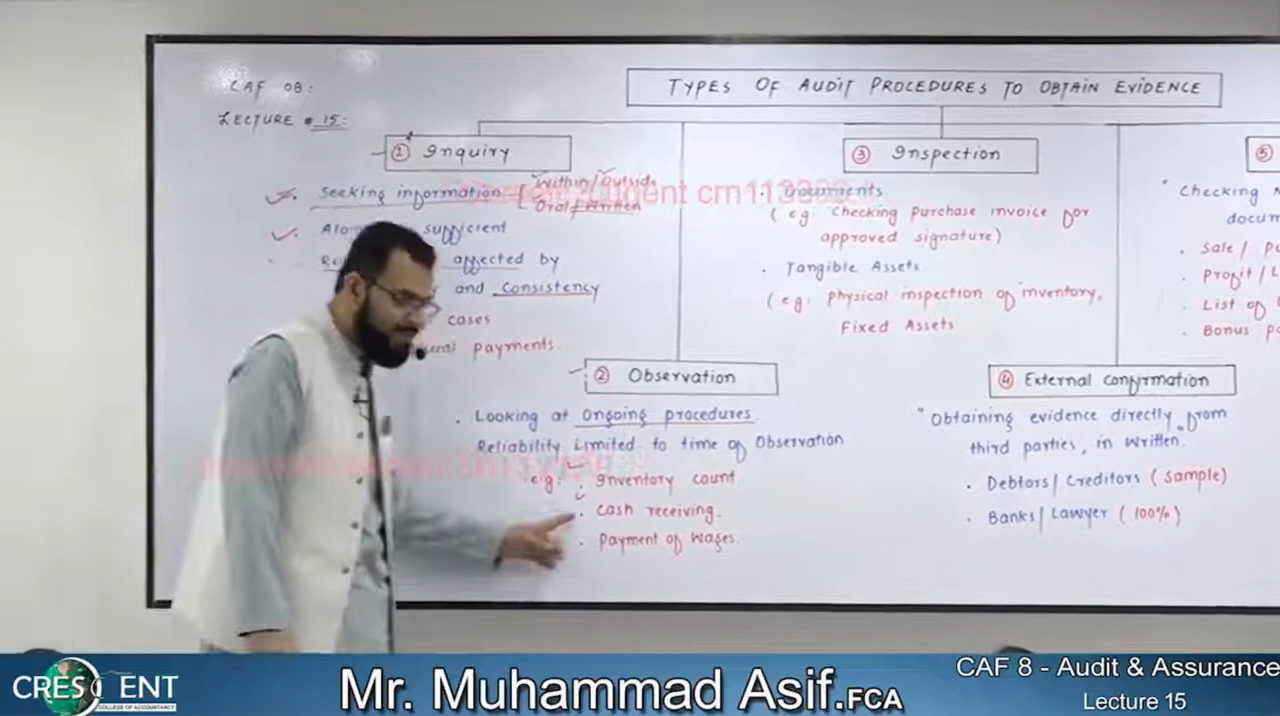 CAF 08:
LECTURE # 15:
TYPES OF AUDIT PROCEDURES TO OBTAIN EVIDENCE
① Inquiry
• Seeking information { Within/Outside
Oral/Written
sufficient
affected by
and consistency
cases
payments.
② Observation
• Looking at ongoing procedures.
Reliability Limited to time of Observation
e.g: • Inventory count
• Cash receiving.
• Payment of Wages.
③ Inspection
• Documents
(eg: Checking purchase invoice for
approved signature)
• Tangible Assets.
(eg: physical inspection of inventory,
Fixed Assets
④ External confirmation
"Obtaining evidence directly from
third parties, in written.
• Debtors/Creditors (Sample)
• Banks/Lawyer (100%)
⑤
" Checking
• Sale/
• Profit/
• List of
• Bonus
CRESCENT
COLLEGE OF ACCOUNTANCY
Mr. Muhammad Asif.FCA
CAF 8 - Audit & Assurance
Lecture 15